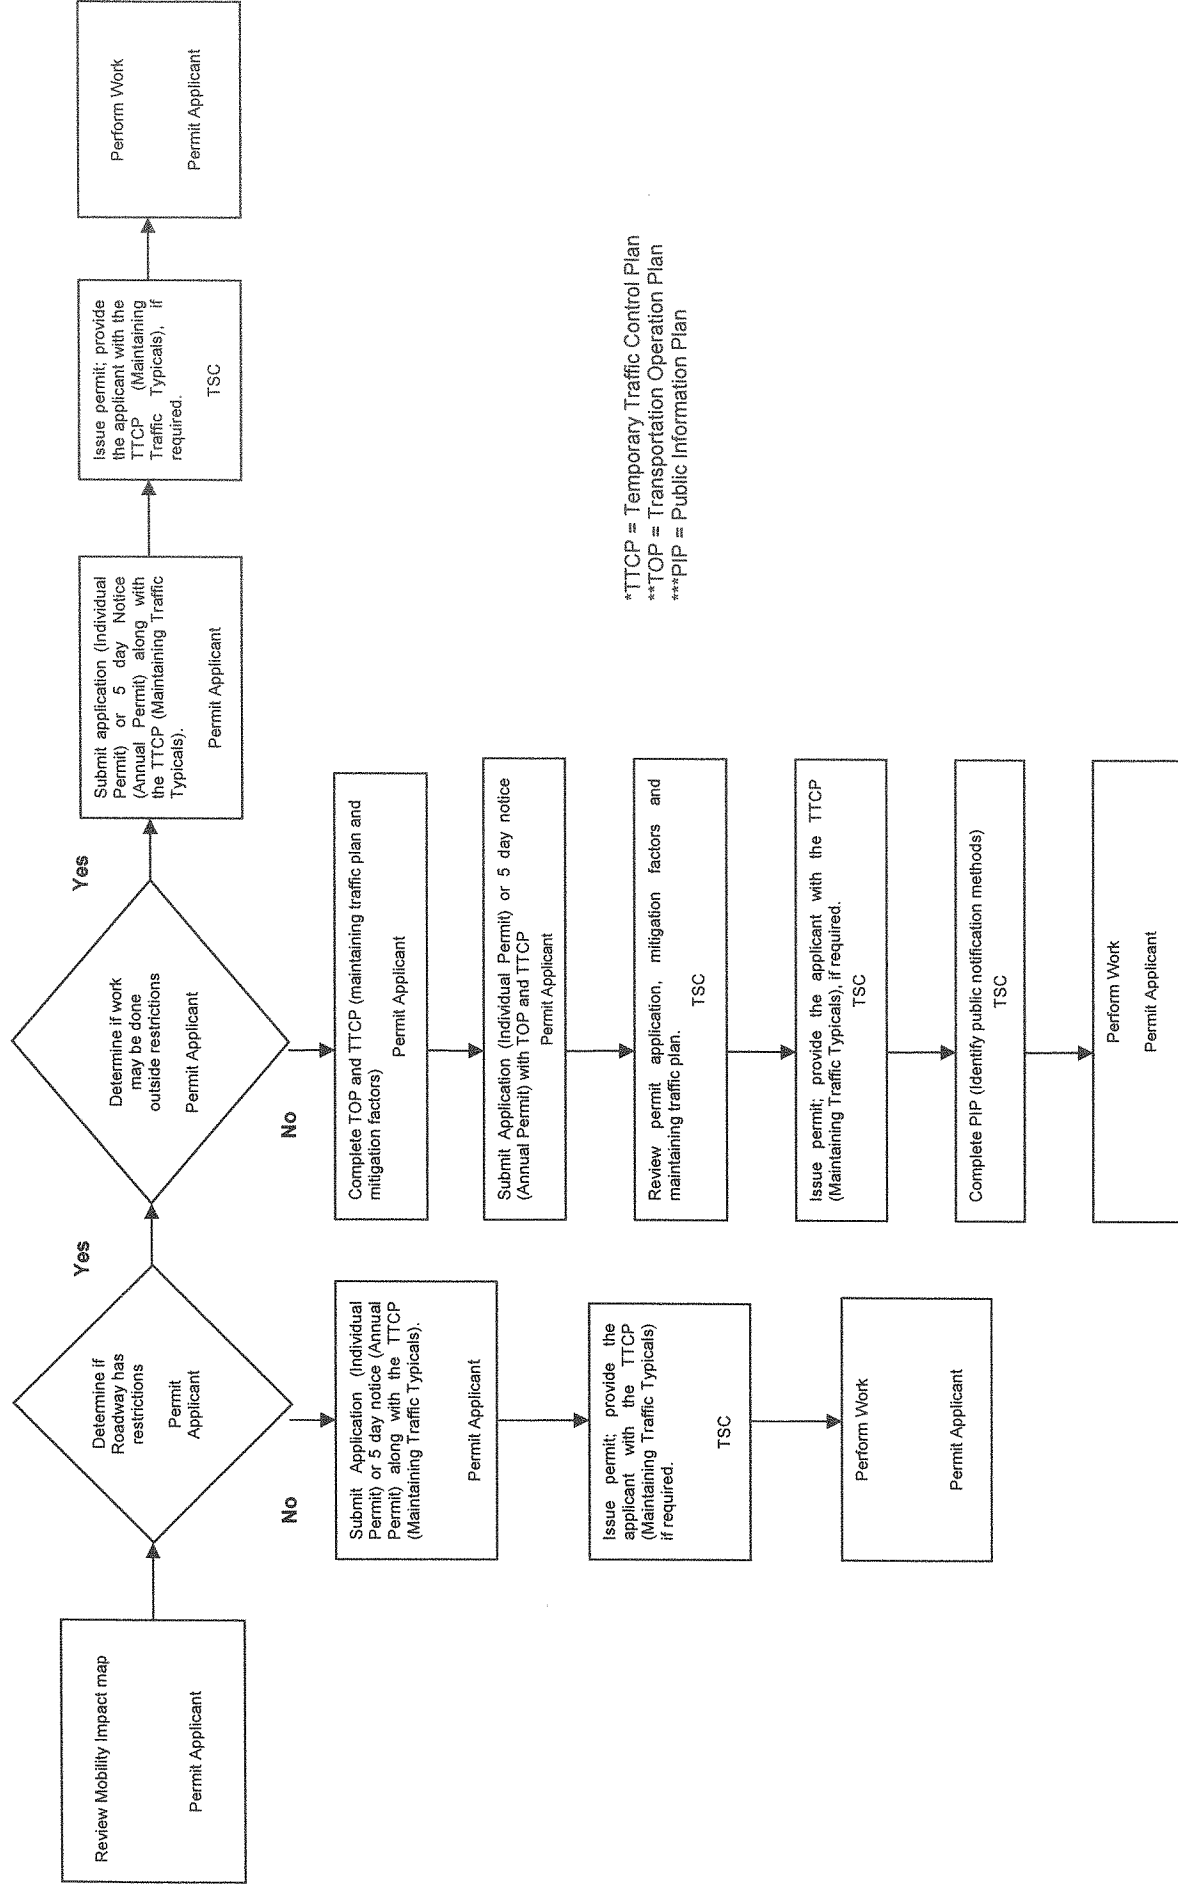 Review Mobility Impact map
Permit Applicant
Determine if
Roadway has
restrictions
Permit
Applicant
Yes
No
Determine if work
may be done
outside restrictions
Permit Applicant
Yes
No
Submit application (Individual
Permit) or 5 day Notice
(Annual Permit) along with
the TTCP (Maintaining Traffic
Typicals).
Permit Applicant
Issue permit; provide
the applicant with the
TTCP (Maintaining
Traffic Typicals), if
required.
TSC
Perform Work
Permit Applicant
Submit Application (Individual
Permit) or 5 day notice (Annual
Permit) along with the TTCP
(Maintaining Traffic Typicals).
Permit Applicant
Issue permit; provide the
applicant with the TTCP
(Maintaining Traffic Typicals)
if required.
TSC
Perform Work
Permit Applicant
Complete TOP and TTCP (maintaining traffic plan and
mitigation factors)
Permit Applicant
Submit Application (Individual Permit) or 5 day notice
(Annual Permit) with TOP and TTCP
Permit Applicant
Review permit application, mitigation factors and
maintaining traffic plan.
TSC
Issue permit; provide the applicant with the TTCP
(Maintaining Traffic Typicals), if required.
TSC
Complete PIP (Identify public notification methods)
TSC
Perform Work
Permit Applicant
*TTCP = Temporary Traffic Control Plan
**TOP = Transportation Operation Plan
***PIP = Public Information Plan